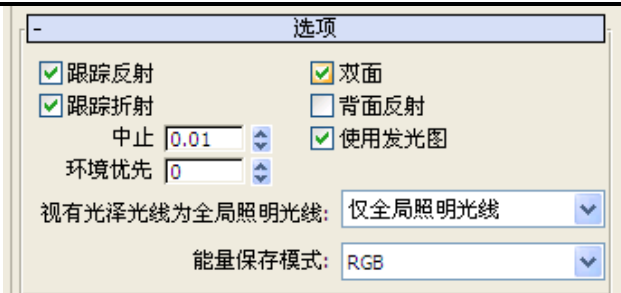 - 选项
跟踪反射 双面
跟踪折射 背面反射
中止 0.01 使用发光图
环境优先 0
视有光泽光线为全局照明光线: 仅全局照明光线
能量保存模式: RGB